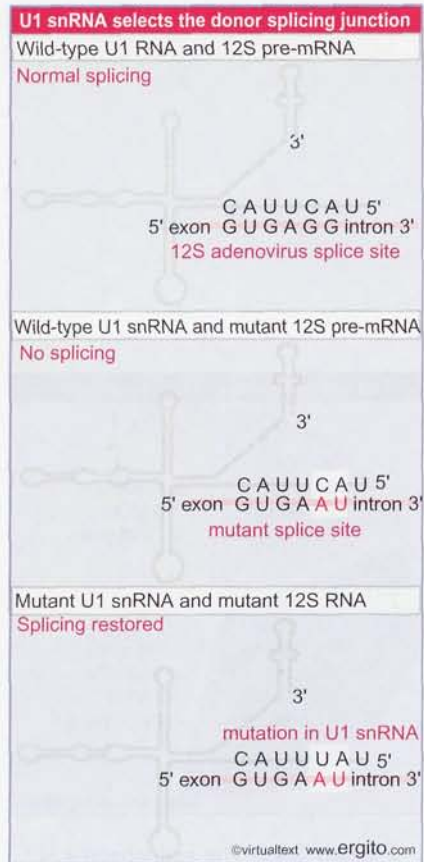 U1 snRNA selects the donor splicing junction
Wild-type U1 RNA and 12S pre-mRNA
Normal splicing
3'
C A U U C A U 5'
5' exon G U G A G G intron 3'
12S adenovirus splice site
Wild-type U1 snRNA and mutant 12S pre-mRNA
No splicing
3'
C A U U C A U 5'
5' exon G U G A A U intron 3'
mutant splice site
Mutant U1 snRNA and mutant 12S RNA
Splicing restored
3'
mutation in U1 snRNA
C A U U U A U 5'
5' exon G U G A A U intron 3'
©virtualtext www.ergito.com